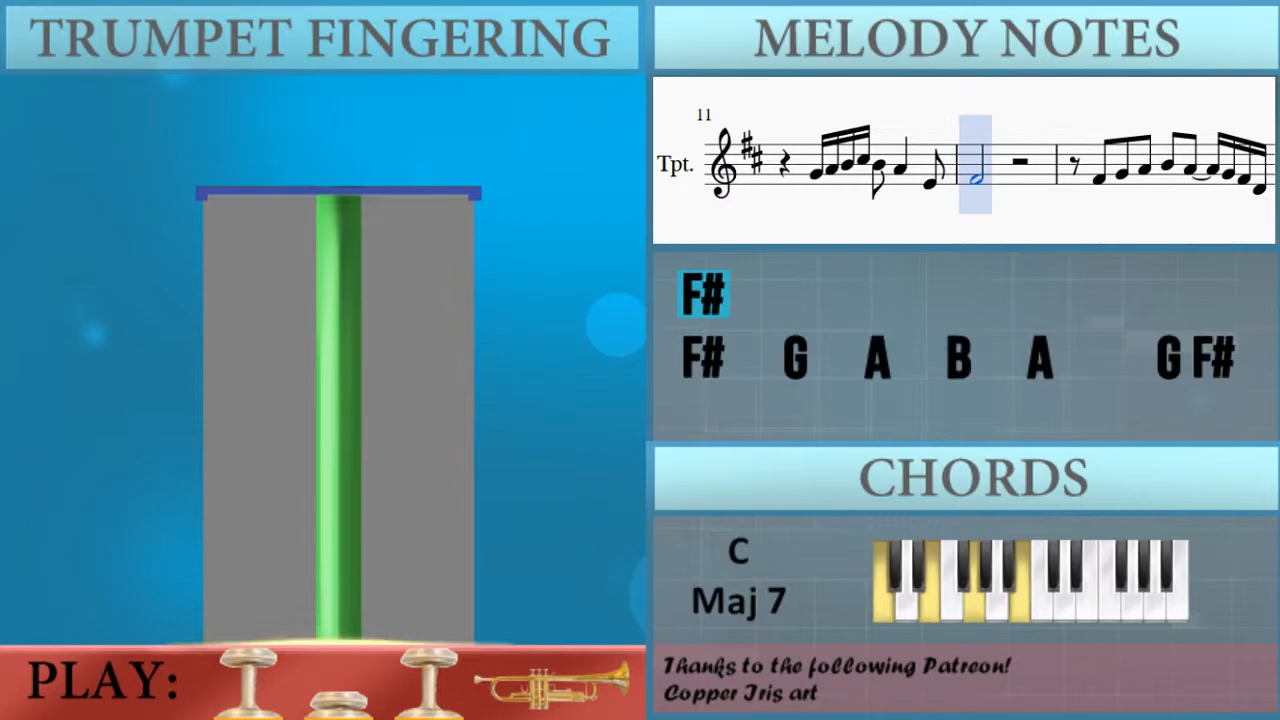 TRUMPET FINGERING
MELODY NOTES
11
Tpt.
F#
F# G A B A G F#
CHORDS
C
Maj 7
PLAY:
Thanks to the following Patreon!
Copper Iris art